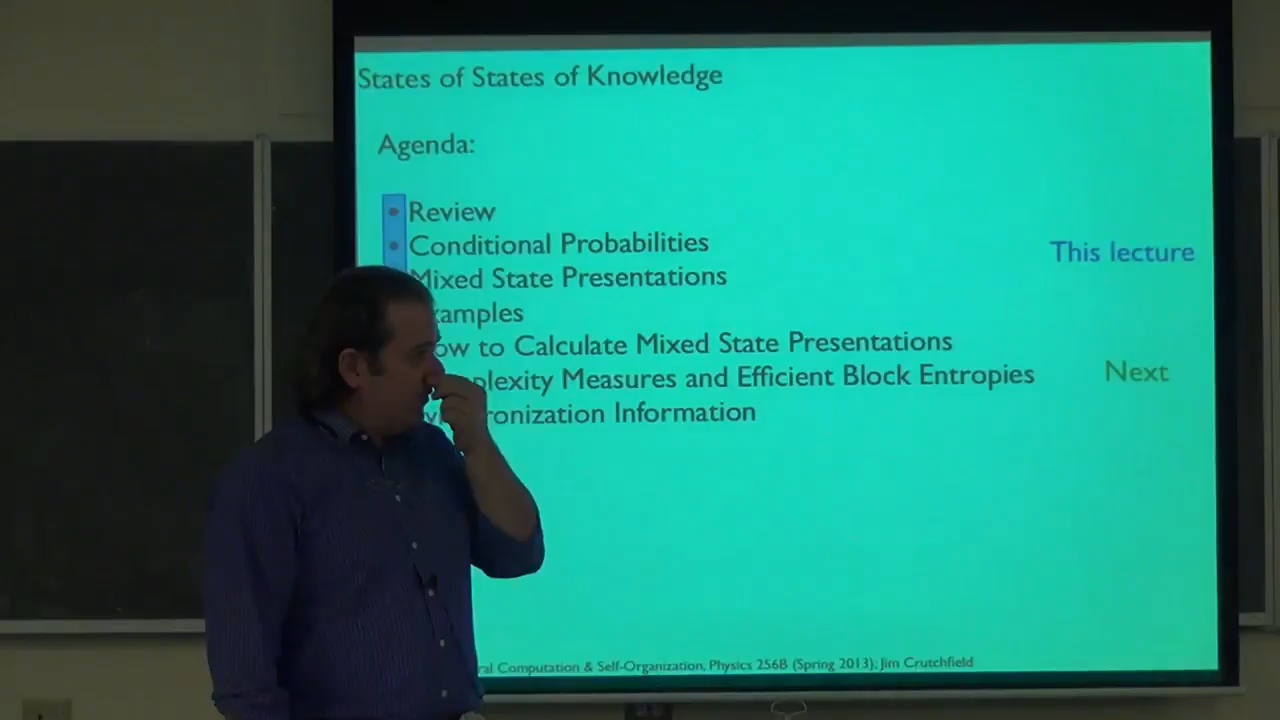 States of States of Knowledge
Agenda:
• Review
• Conditional Probabilities
This lecture
Mixed State Presentations
xamples
ow to Calculate Mixed State Presentations
plexity Measures and Efficient Block Entropies
Next
ronization Information
ral Computation & Self-Organization, Physics 256B (Spring 2013); Jim Crutchfield